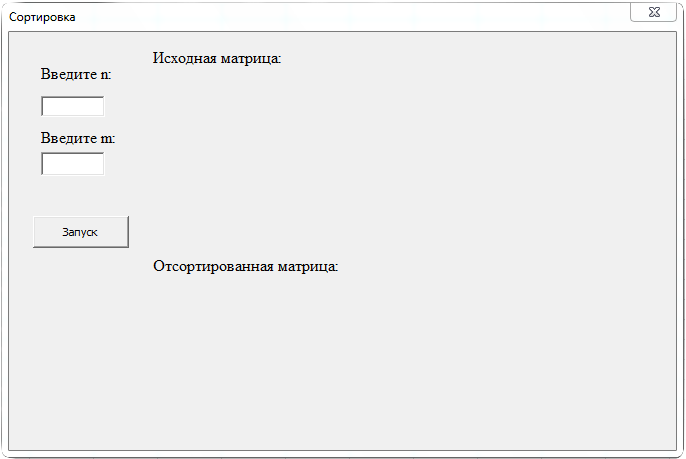 Сортировка
Исходная матрица:
Введите n:
Введите m:
Запуск
Отсортированная матрица: